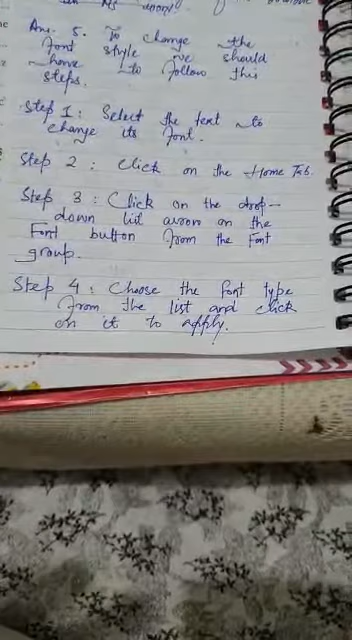 Ans. 5. To change the
font style we should
have to follow this
steps.
Step 1: Select the text to
change its font.
Step 2: Click on the Home Tab.
Step 3: Click on the drop-
down list arrow on the
Font button from the Font
group.
Step 4: Choose the font type
from the list and click
on it to apply.